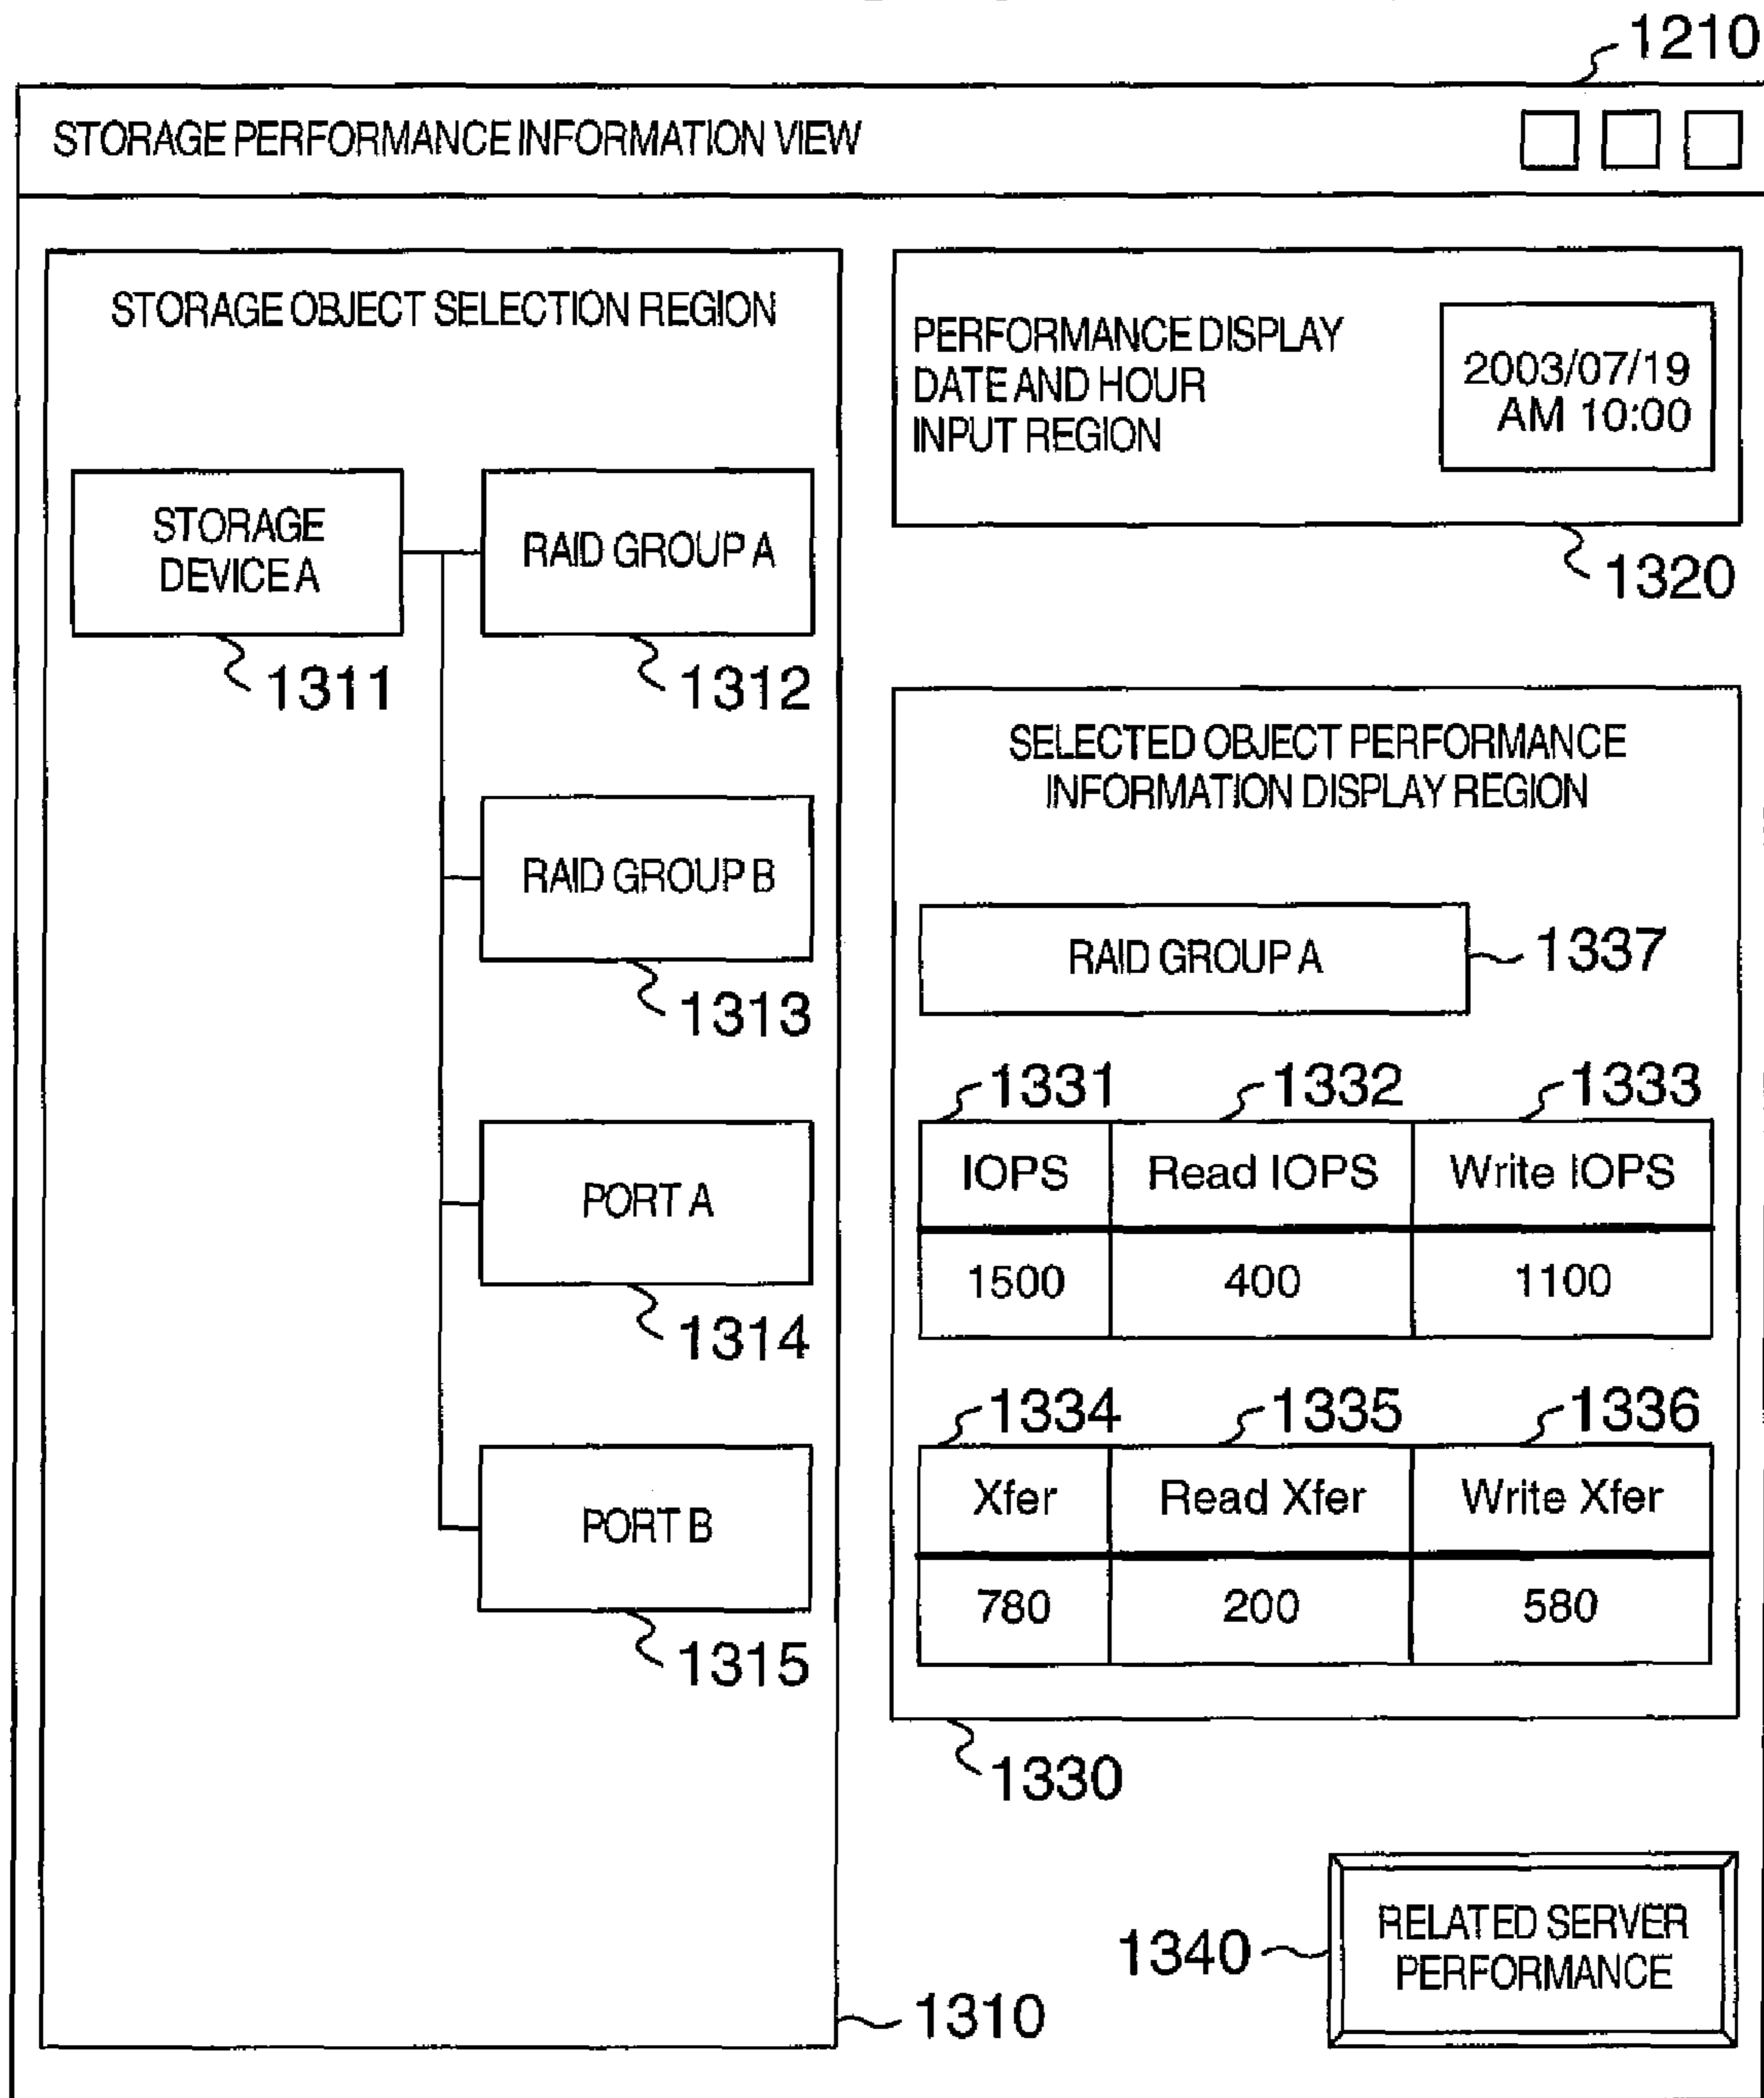 1210
STORAGE PERFORMANCE INFORMATION VIEW
STORAGE OBJECT SELECTION REGION
STORAGE
DEVICE A
1311
RAID GROUP A
1312
RAID GROUP B
1313
PORT A
1314
PORT B
1315
1310
PERFORMANCE DISPLAY
DATE AND HOUR
INPUT REGION
2003/07/19
AM 10:00
1320
SELECTED OBJECT PERFORMANCE
INFORMATION DISPLAY REGION
RAID GROUP A
1337
1331 1332 1333
IOPS Read IOPS Write IOPS
1500 400 1100
1334 1335 1336
Xfer Read Xfer Write Xfer
780 200 580
1330
1340
RELATED SERVER
PERFORMANCE